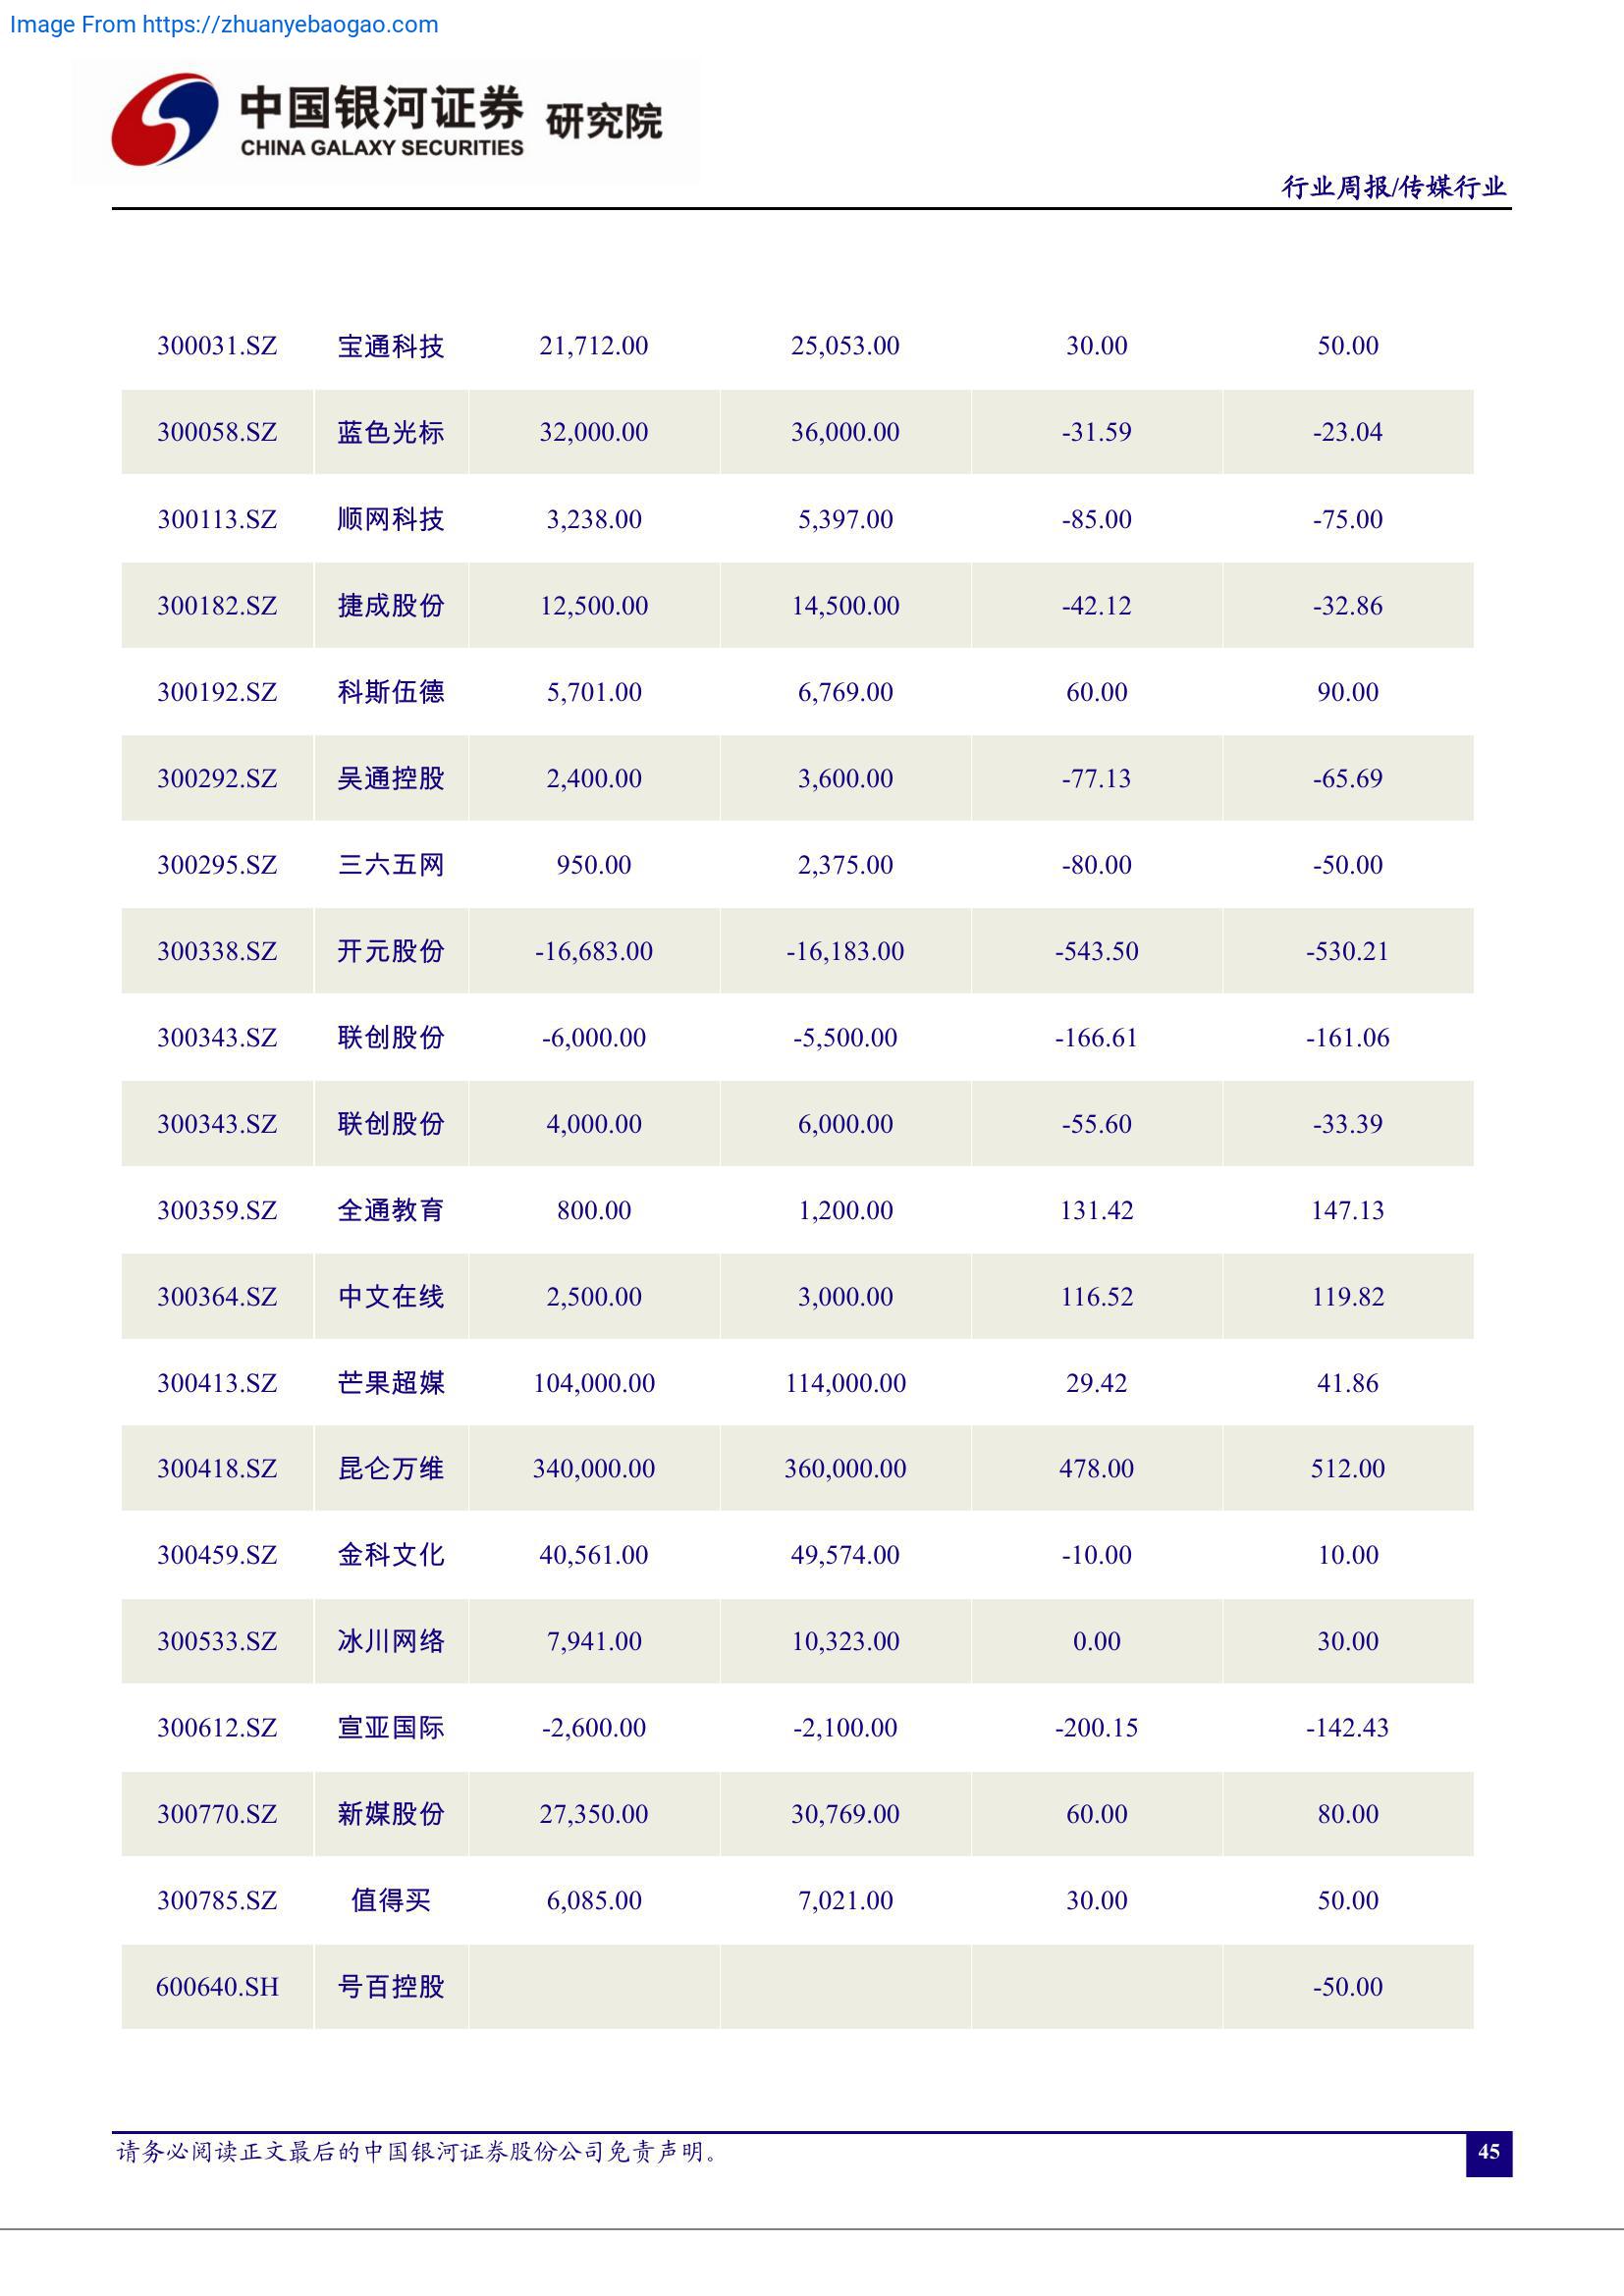 Image From https://zhuanyebaogao.com
中国银河证券 研究院
CHINA GALAXY SECURITIES
行业周报/传媒行业
300031.SZ 宝通科技 21,712.00 25,053.00 30.00 50.00
300058.SZ 蓝色光标 32,000.00 36,000.00 -31.59 -23.04
300113.SZ 顺网科技 3,238.00 5,397.00 -85.00 -75.00
300182.SZ 捷成股份 12,500.00 14,500.00 -42.12 -32.86
300192.SZ 科斯伍德 5,701.00 6,769.00 60.00 90.00
300292.SZ 吴通控股 2,400.00 3,600.00 -77.13 -65.69
300295.SZ 三六五网 950.00 2,375.00 -80.00 -50.00
300338.SZ 开元股份 -16,683.00 -16,183.00 -543.50 -530.21
300343.SZ 联创股份 -6,000.00 -5,500.00 -166.61 -161.06
300343.SZ 联创股份 4,000.00 6,000.00 -55.60 -33.39
300359.SZ 全通教育 800.00 1,200.00 131.42 147.13
300364.SZ 中文在线 2,500.00 3,000.00 116.52 119.82
300413.SZ 芒果超媒 104,000.00 114,000.00 29.42 41.86
300418.SZ 昆仑万维 340,000.00 360,000.00 478.00 512.00
300459.SZ 金科文化 40,561.00 49,574.00 -10.00 10.00
300533.SZ 冰川网络 7,941.00 10,323.00 0.00 30.00
300612.SZ 宣亚国际 -2,600.00 -2,100.00 -200.15 -142.43
300770.SZ 新媒股份 27,350.00 30,769.00 60.00 80.00
300785.SZ 值得买 6,085.00 7,021.00 30.00 50.00
600640.SH 号百控股 -50.00
请务必阅读正文最后的中国银河证券股份公司免责声明。
45